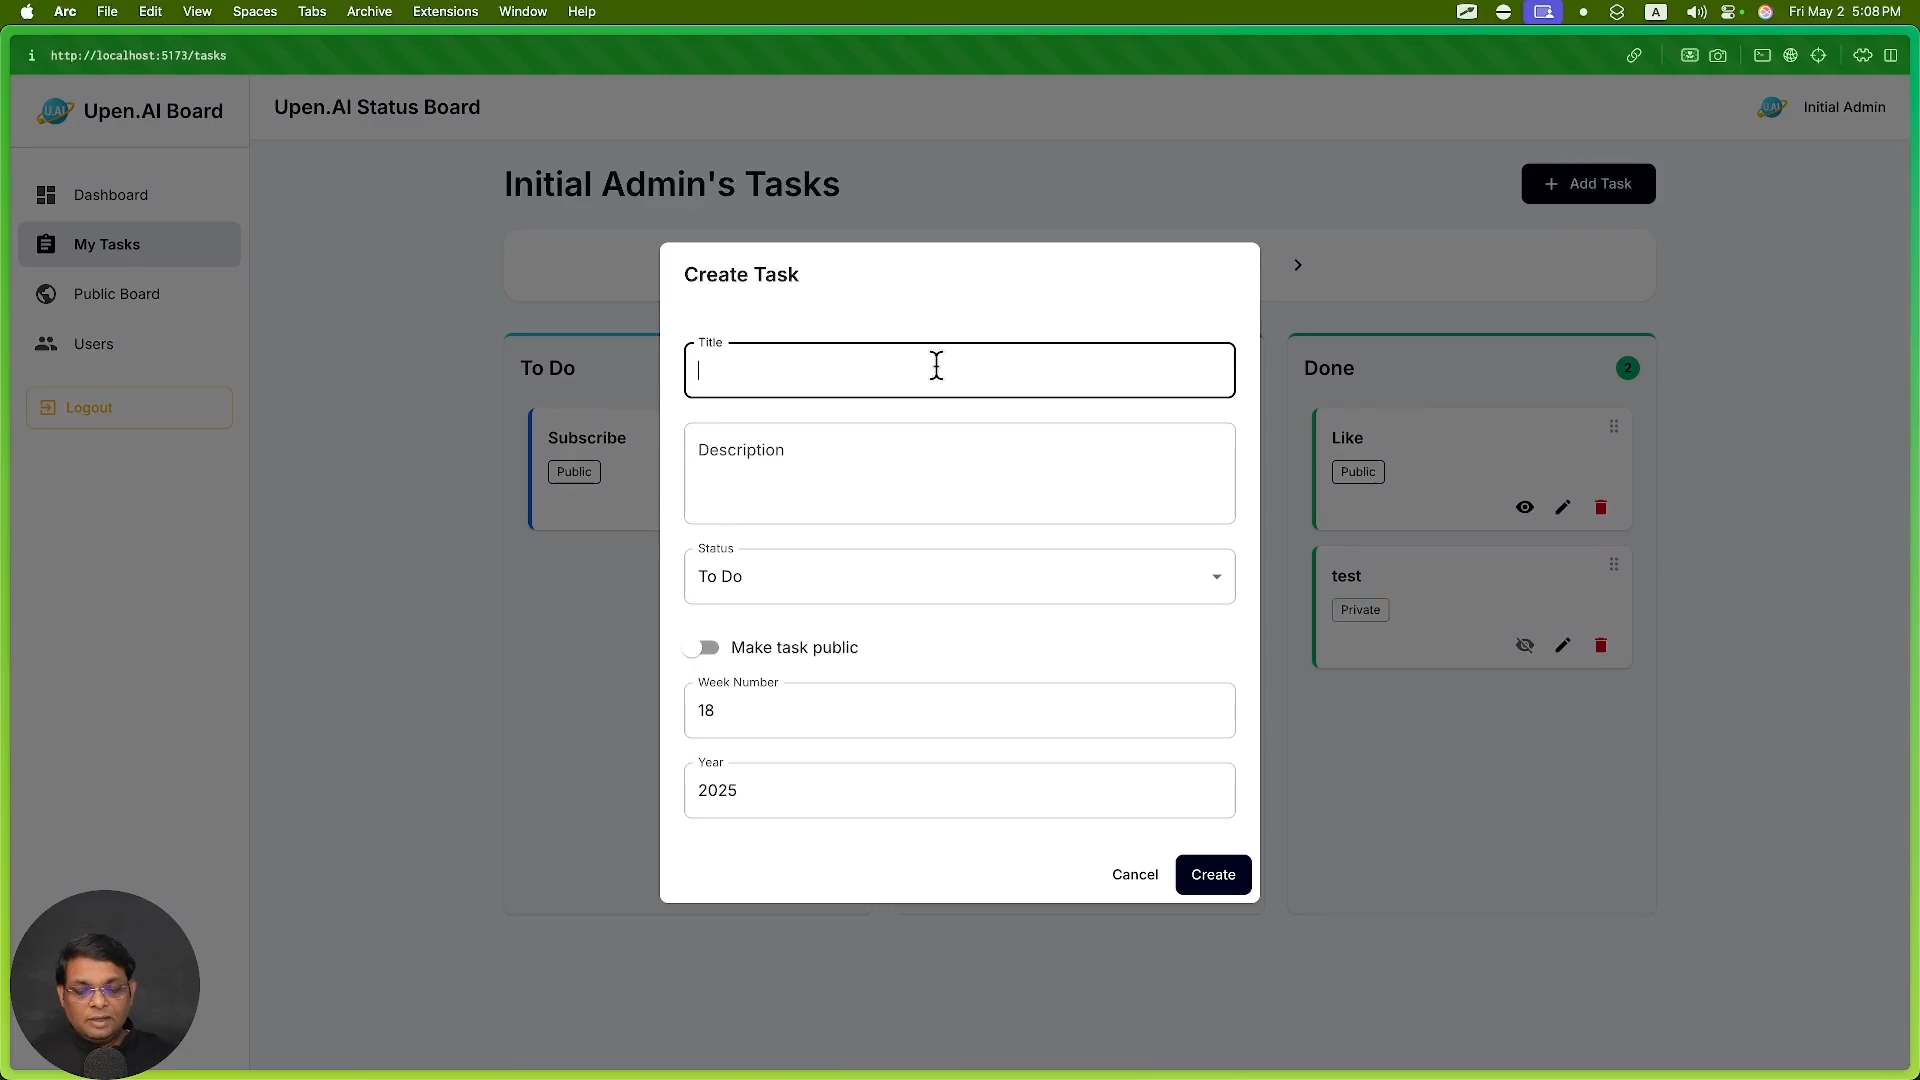 Arc File Edit View Spaces Tabs Archive Extensions Window Help A Fri May 2 5:08 PM
http://localhost:5173/tasks
U.AI Upen.AI Board
Upen.AI Status Board
U.AI Initial Admin
Dashboard
My Tasks
Public Board
Users
Logout
Initial Admin's Tasks
+ Add Task
To Do
Subscribe
Public
Create Task
Title
Description
Status
To Do
Make task public
Week Number
18
Year
2025
Cancel
Create
Done
2
Like
Public
test
Private